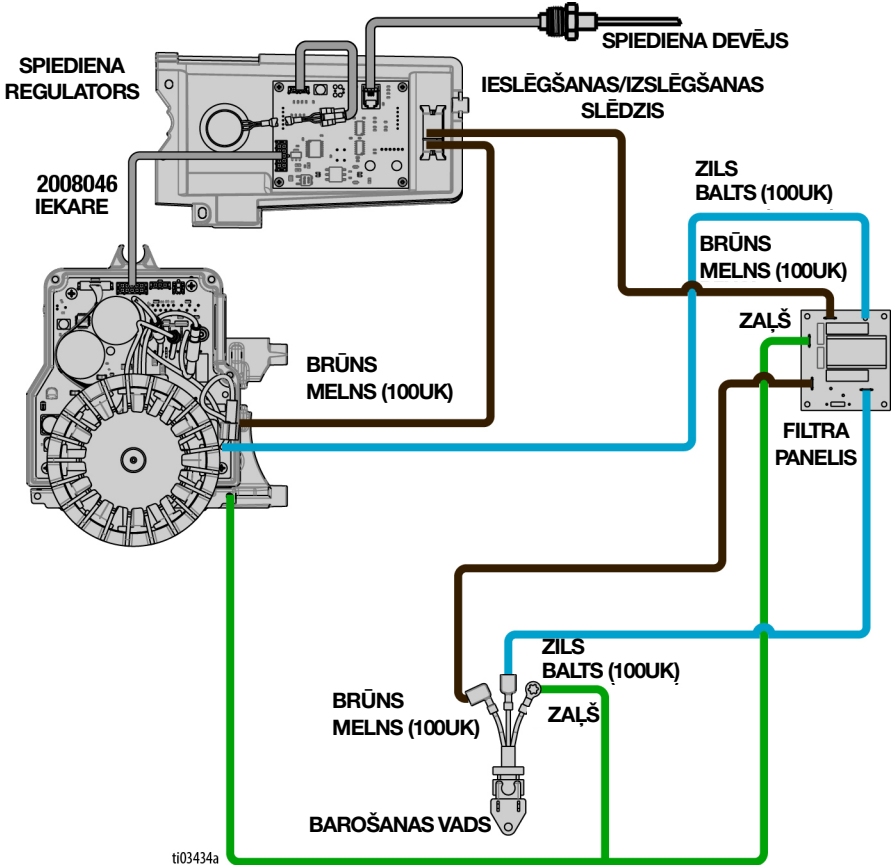 SPIEDIENA DEVĒJS
SPIEDIENA
REGULATORS
IESLĒGŠANAS/IZSLĒGŠANAS
SLĒDZIS
2008046
IEKARE
ZILS
BALTS (100UK)
BRŪNS
MELNS (100UK)
ZAĻŠ
BRŪNS
MELNS (100UK)
FILTRA
PANELIS
ZILS
BALTS (100UK)
BRŪNS
MELNS (100UK)
ZAĻŠ
BAROŠANAS VADS
ti03434a